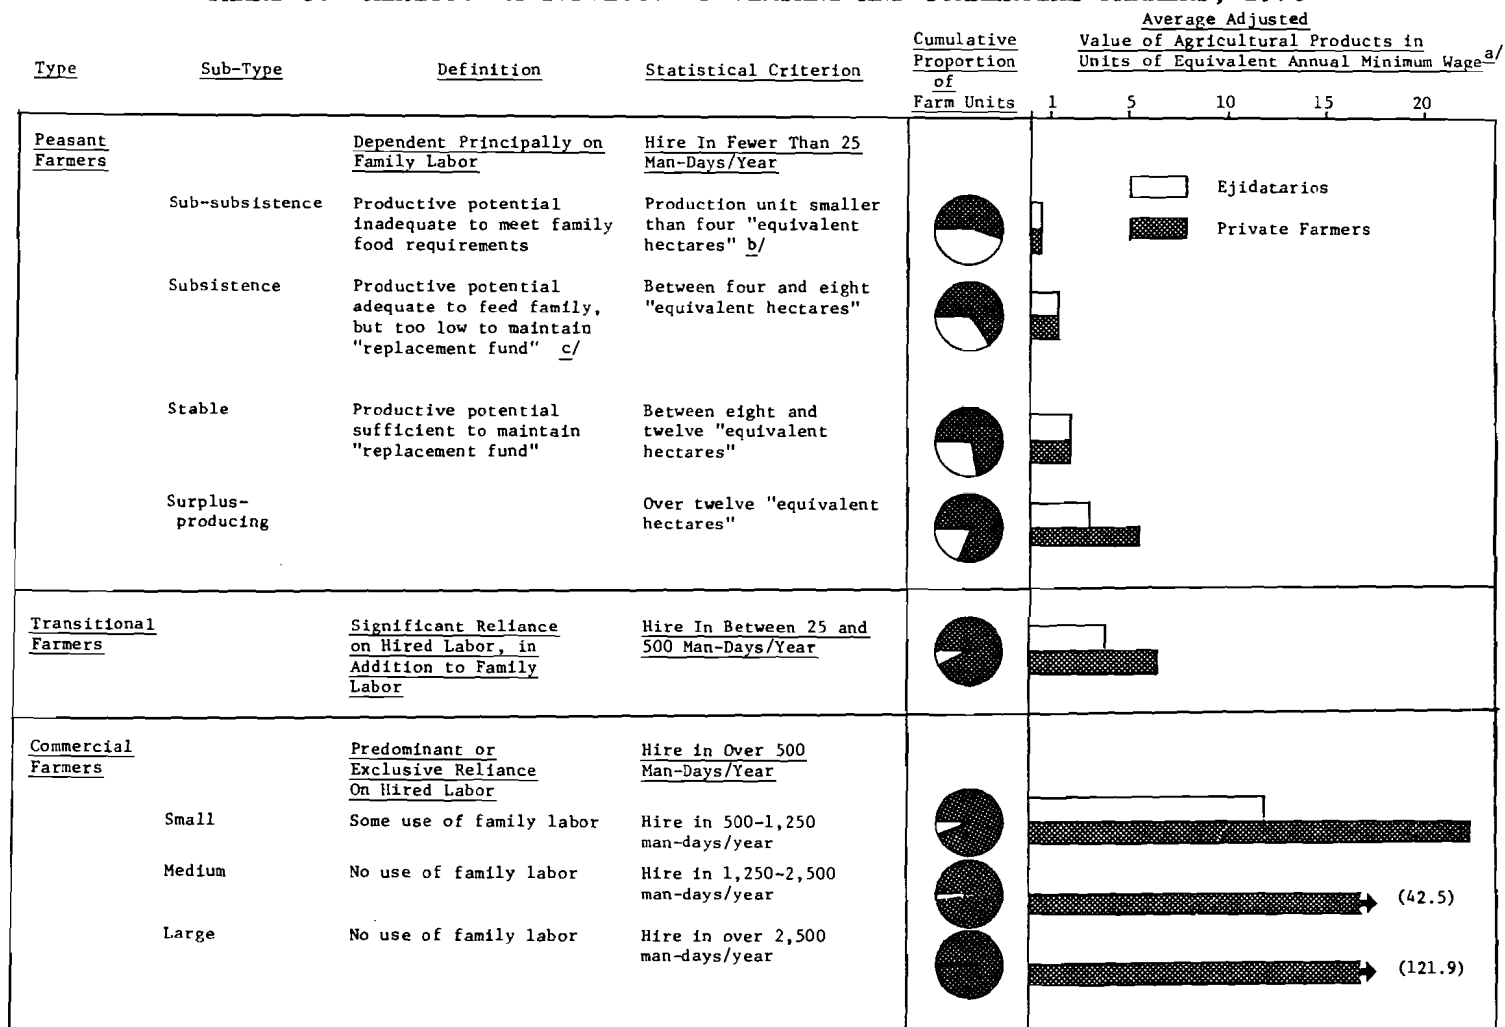 Average Adjusted
Cumulative Value of Agricultural Products in
Type Sub-Type Definition Statistical Criterion Proportion Units of Equivalent Annual Minimum Wage a/
of
Farm Units 1 5 10 15 20
Peasant Dependent Principally on Hire In Fewer Than 25
Farmers Family Labor Man-Days/Year
Ejidatarios
Private Farmers
Sub-subsistence Productive potential Production unit smaller
inadequate to meet family than four "equivalent
food requirements hectares" b/
Subsistence Productive potential Between four and eight
adequate to feed family, "equivalent hectares"
but too low to maintain
"replacement fund" c/
Stable Productive potential Between eight and
sufficient to maintain twelve "equivalent
"replacement fund" hectares"
Surplus- Over twelve "equivalent
producing hectares"
Transitional Significant Reliance Hire In Between 25 and
Farmers on Hired Labor, in 500 Man-Days/Year
Addition to Family
Labor
Commercial Predominant or Hire in Over 500
Farmers Exclusive Reliance Man-Days/Year
On Hired Labor
Small Some use of family labor Hire in 500-1,250
man-days/year
Medium No use of family labor Hire in 1,250-2,500
man-days/year (42.5)
Large No use of family labor Hire in over 2,500
man-days/year (121.9)